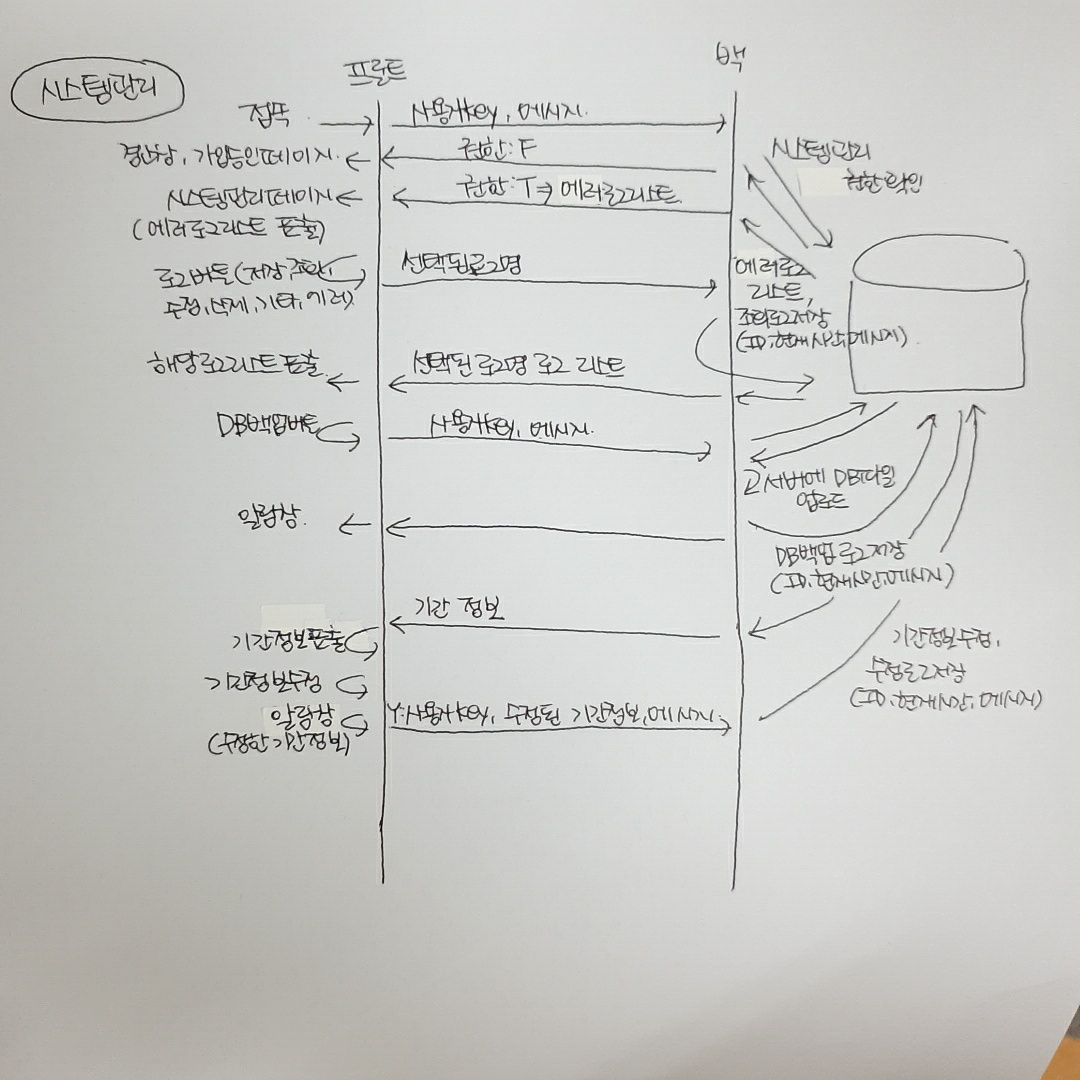 시스템관리
프론트
백
접속
사용자key, 메시지.
경고창, 가입승인페이지.
권한:F
시스템관리
권한확인
시스템관리페이지
(에러로그리스트 표출)
권한:T⇒에러로그리스트
로그버튼(저장,조회,
수정,삭제,기타,에러)
선택된로그명
에러로그
리스트,
조회로그저장
(ID,현재시간,메시지).
해당로그리스트표출.
선택된로그명 로그 리스트
DB백업버튼
사용자key, 메시지.
그서버에 DB파일
업로드
알람창.
DB백업 로그저장
(ID,현재시간,메시지)
기간 정보
기간정보표출
기간정보수정
기간정보수정,
수정로그저장
(ID,현재시간,메시지)
알람창
(수정한기간정보)
Y:사용자key, 수정된 기간정보,메시지.